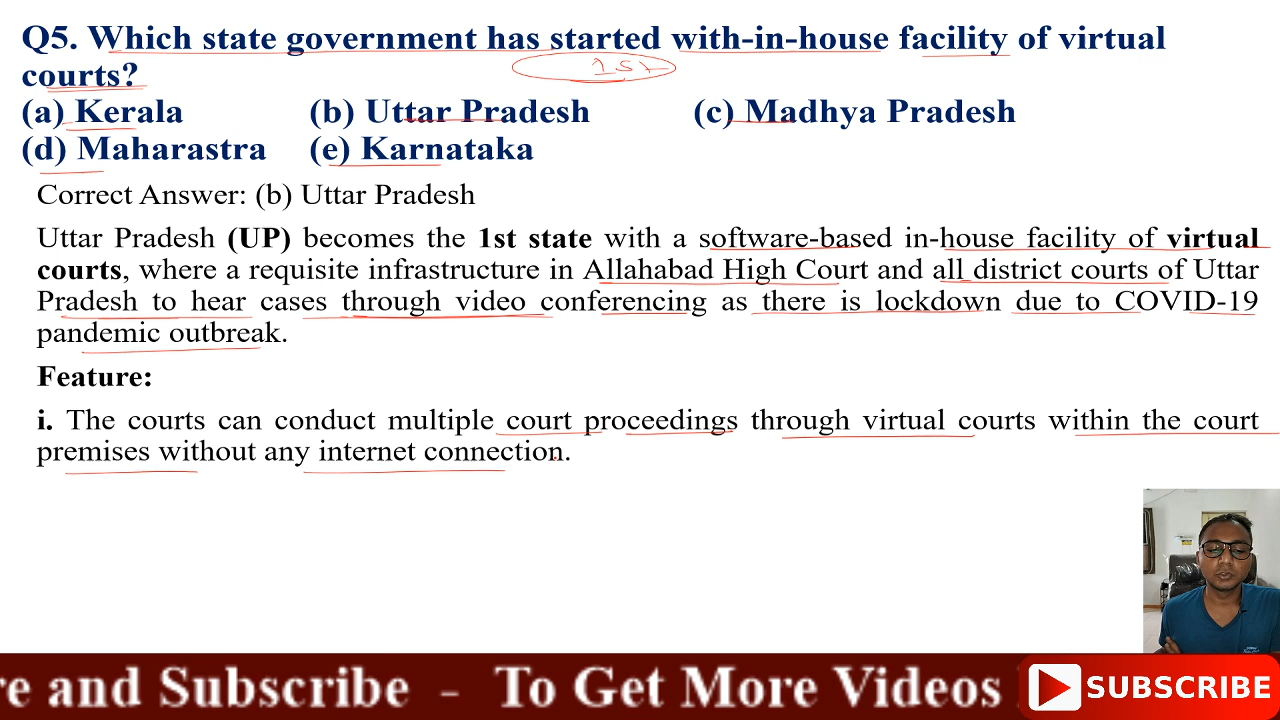 Q5. Which state government has started with-in-house facility of virtual
courts?
1st
(a) Kerala (b) Uttar Pradesh (c) Madhya Pradesh
(d) Maharastra (e) Karnataka
Correct Answer: (b) Uttar Pradesh
Uttar Pradesh (UP) becomes the 1st state with a software-based in-house facility of virtual
courts, where a requisite infrastructure in Allahabad High Court and all district courts of Uttar
Pradesh to hear cases through video conferencing as there is lockdown due to COVID-19
pandemic outbreak.
Feature:
i. The courts can conduct multiple court proceedings through virtual courts within the court
premises without any internet connection.
re and Subscribe - To Get More Videos
SUBSCRIBE